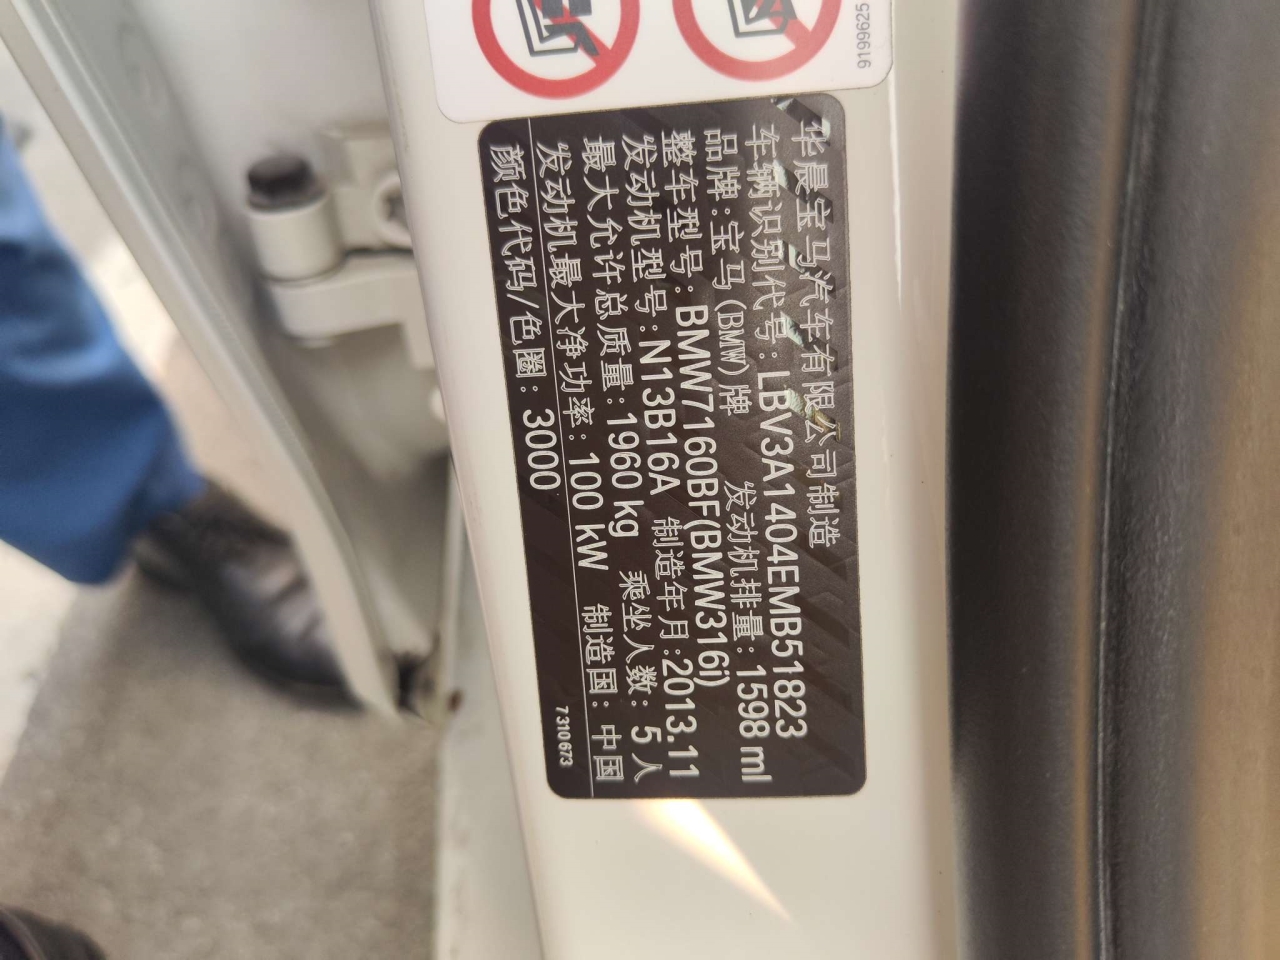 华晨宝马汽车有限公司制造
车辆识别代号:LBV3A1404EMB51823
品牌:宝马(BMW)牌 发动机排量:1598 ml
整车型号:BMW7160BF(BMW316i)
发动机型号:N13B16A 制造年月:2013.11
最大允许总质量:1960 kg 乘坐人数:5人
发动机最大净功率:100 kW 制造国:中国
颜色代码/色圈:3000
7310673
9199625